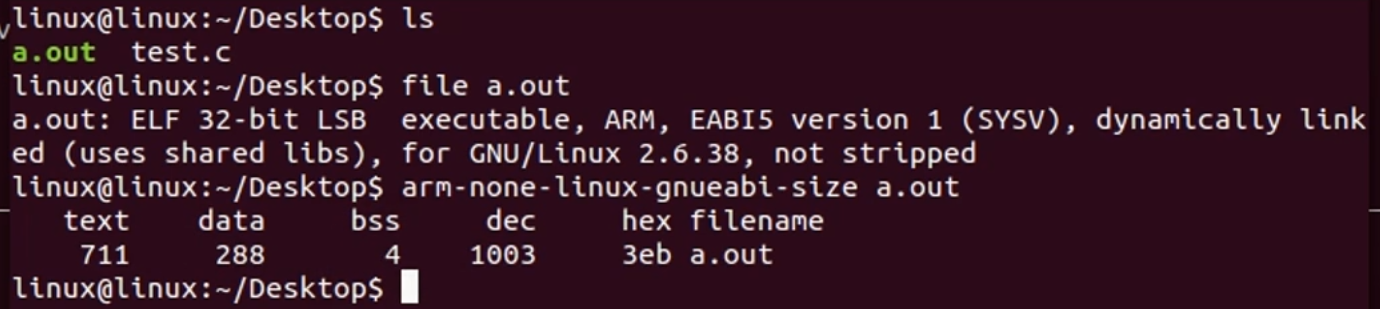 linux@linux:~/Desktop$ ls
a.out  test.c
linux@linux:~/Desktop$ file a.out
a.out: ELF 32-bit LSB  executable, ARM, EABI5 version 1 (SYSV), dynamically link
ed (uses shared libs), for GNU/Linux 2.6.38, not stripped
linux@linux:~/Desktop$ arm-none-linux-gnueabi-size a.out
   text    data     bss     dec     hex filename
    711     288       4    1003     3eb a.out
linux@linux:~/Desktop$